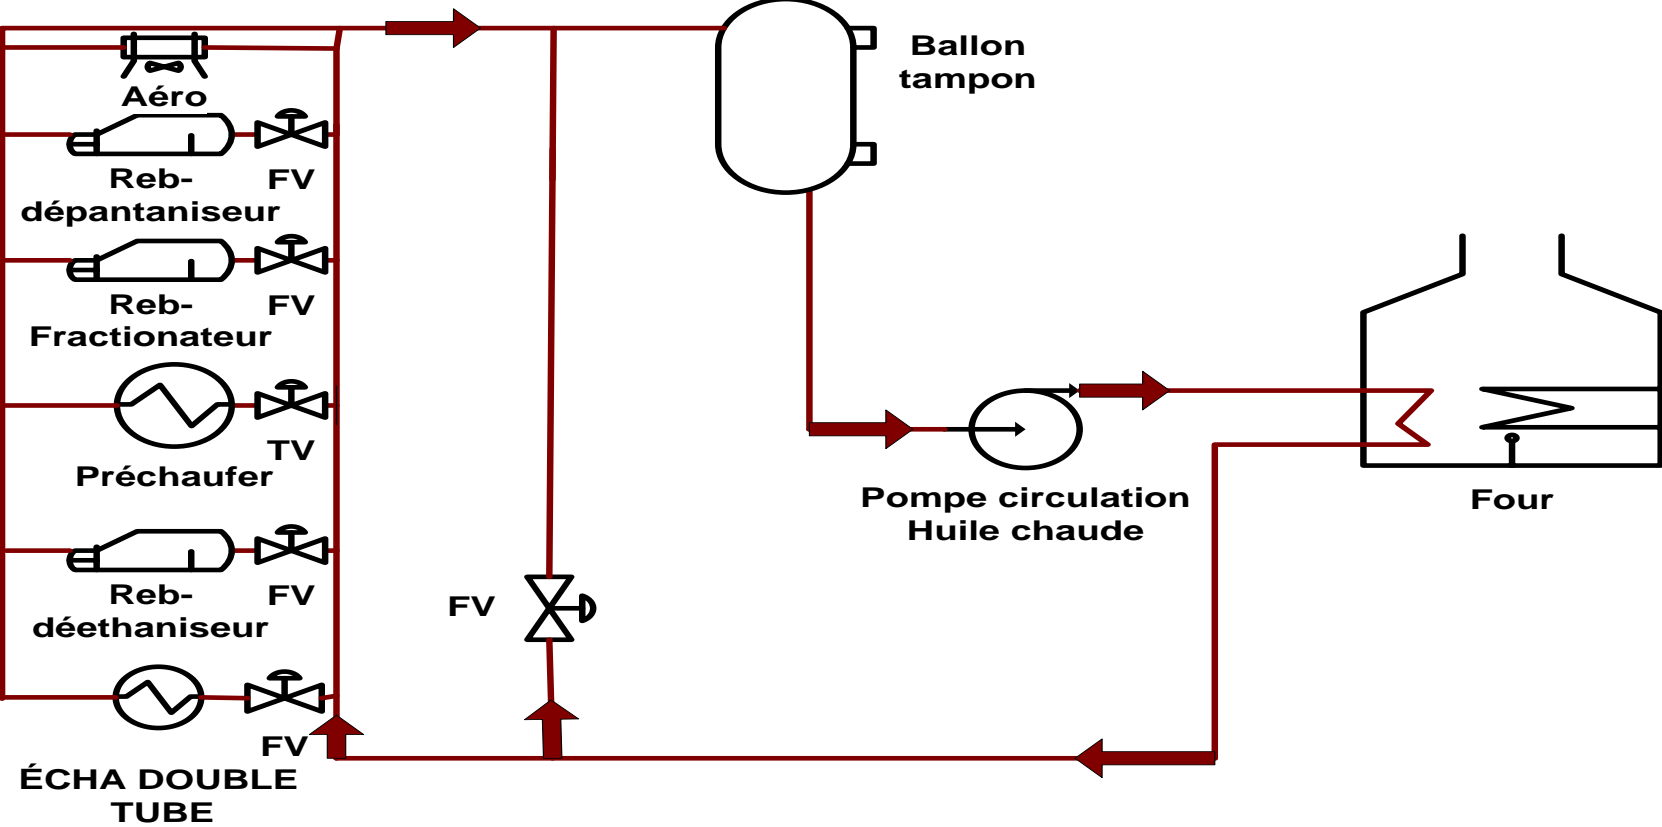 Ballon
tampon
Aéro
Reb-
dépantaniseur
FV
Reb-
Fractionateur
FV
TV
Préchaufer
Reb-
déethaniseur
FV
FV
ÉCHA DOUBLE
TUBE
FV
Pompe circulation
Huile chaude
Four